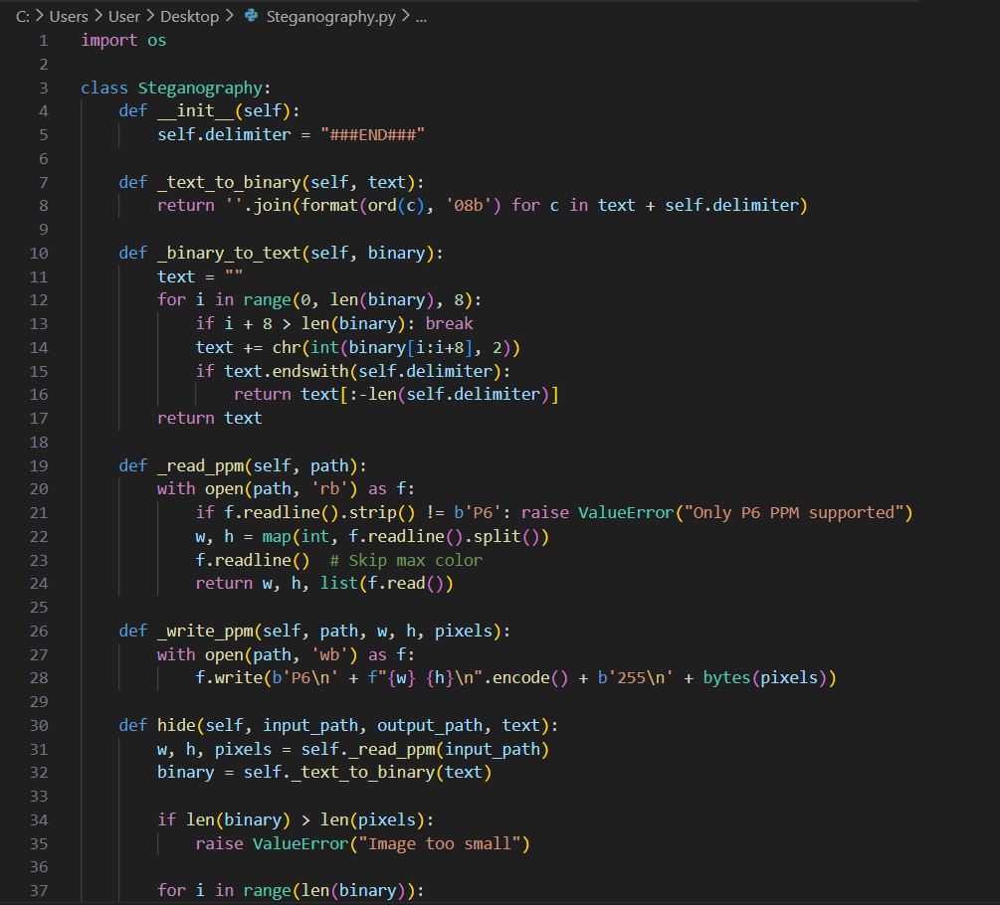 C: > Users > User > Desktop > Steganography.py > ...
1 import os
2
3 class Steganography:
4     def __init__(self):
5         self.delimiter = "###END###"
6
7     def _text_to_binary(self, text):
8         return ''.join(format(ord(c), '08b') for c in text + self.delimiter)
9
10     def _binary_to_text(self, binary):
11         text = ""
12         for i in range(0, len(binary), 8):
13             if i + 8 > len(binary): break
14             text += chr(int(binary[i:i+8], 2))
15             if text.endswith(self.delimiter):
16                 return text[:-len(self.delimiter)]
17         return text
18
19     def _read_ppm(self, path):
20         with open(path, 'rb') as f:
21             if f.readline().strip() != b'P6': raise ValueError("Only P6 PPM supported")
22             w, h = map(int, f.readline().split())
23             f.readline()  # Skip max color
24             return w, h, list(f.read())
25
26     def _write_ppm(self, path, w, h, pixels):
27         with open(path, 'wb') as f:
28             f.write(b'P6\n' + f"{w} {h}\n".encode() + b'255\n' + bytes(pixels))
29
30     def hide(self, input_path, output_path, text):
31         w, h, pixels = self._read_ppm(input_path)
32         binary = self._text_to_binary(text)
33
34         if len(binary) > len(pixels):
35             raise ValueError("Image too small")
36
37         for i in range(len(binary)):